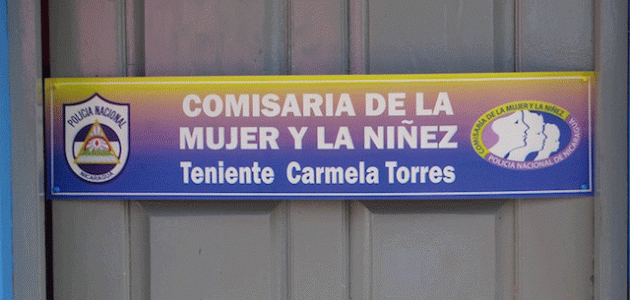 COMISARIA DE LA
MUJER Y LA NIÑEZ
Teniente Carmela Torres
POLICIA NACIONAL
NICARAGUA
COMISARIA DE LA MUJER Y LA NIÑEZ
POLICIA NACIONAL DE NICARAGUA